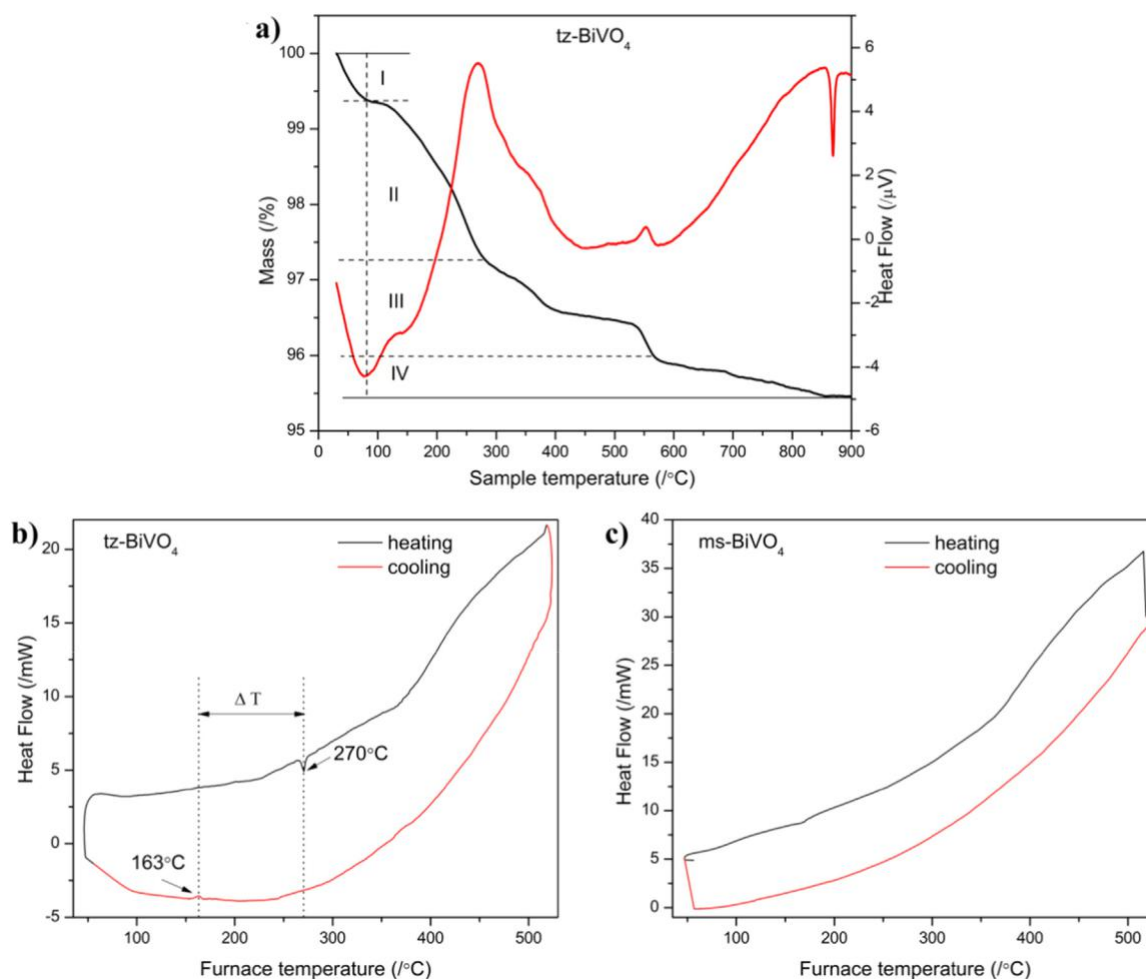 a)
tz-BiVO₄
100
99
98
97
96
95
Mass (/%)
I
II
III
IV
6
4
2
0
-2
-4
-6
Heat Flow (/μV)
0 100 200 300 400 500 600 700 800 900
Sample temperature (/°C)
b)
tz-BiVO₄
heating
cooling
20
15
10
5
0
-5
Heat Flow (/mW)
Δ T
270°C
163°C
100 200 300 400 500
Furnace temperature (/°C)
c)
ms-BiVO₄
heating
cooling
40
35
30
25
20
15
10
5
0
Heat Flow (/mW)
100 200 300 400 500
Furnace temperature (/°C)